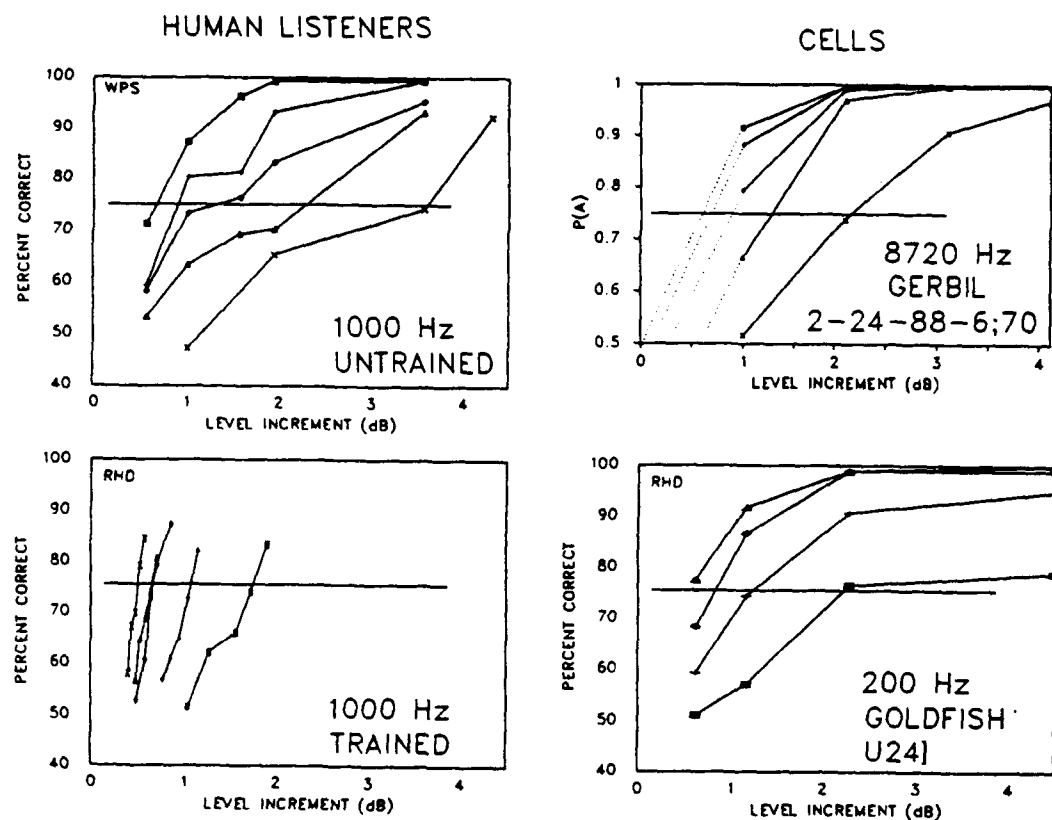 HUMAN LISTENERS
CELLS
100
90
80
70
60
50
40
PERCENT CORRECT
WPS
1000 Hz
UNTRAINED
0
1
2
3
4
LEVEL INCREMENT (dB)
1
0.9
0.8
0.7
0.6
0.5
P(A)
8720 Hz
GERBIL
2-24-88-6;70
0
1
2
3
4
LEVEL INCREMENT (dB)
100
90
80
70
60
50
40
PERCENT CORRECT
RHD
1000 Hz
TRAINED
0
1
2
3
4
LEVEL INCREMENT (dB)
100
90
80
70
60
50
40
PERCENT CORRECT
RHD
200 Hz
GOLDFISH
U24]
0
1
2
3
4
LEVEL INCREMENT (dB)